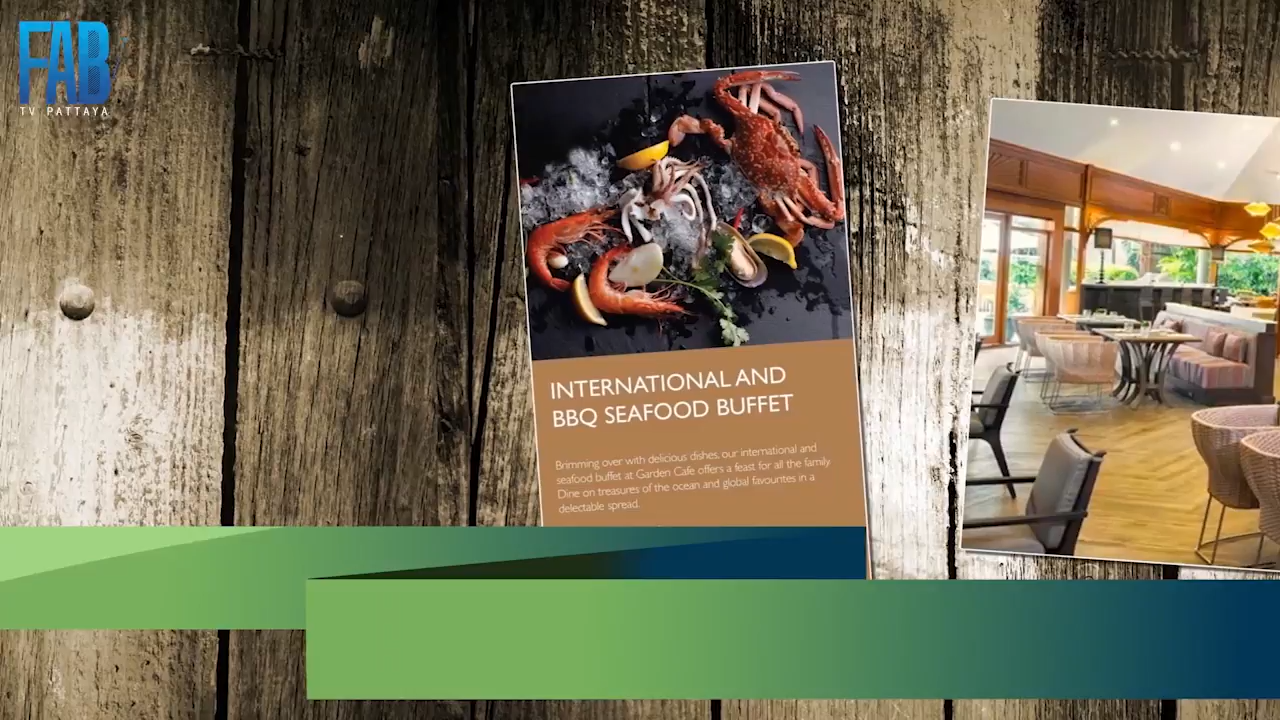 FAB
TV PATTAYA
INTERNATIONAL AND
BBQ SEAFOOD BUFFET
Brimming over with delicious dishes, our international and
seafood buffet at Garden Cafe offers a feast for all the family
Dine on treasures of the ocean and global favourites in a
delectable spread.